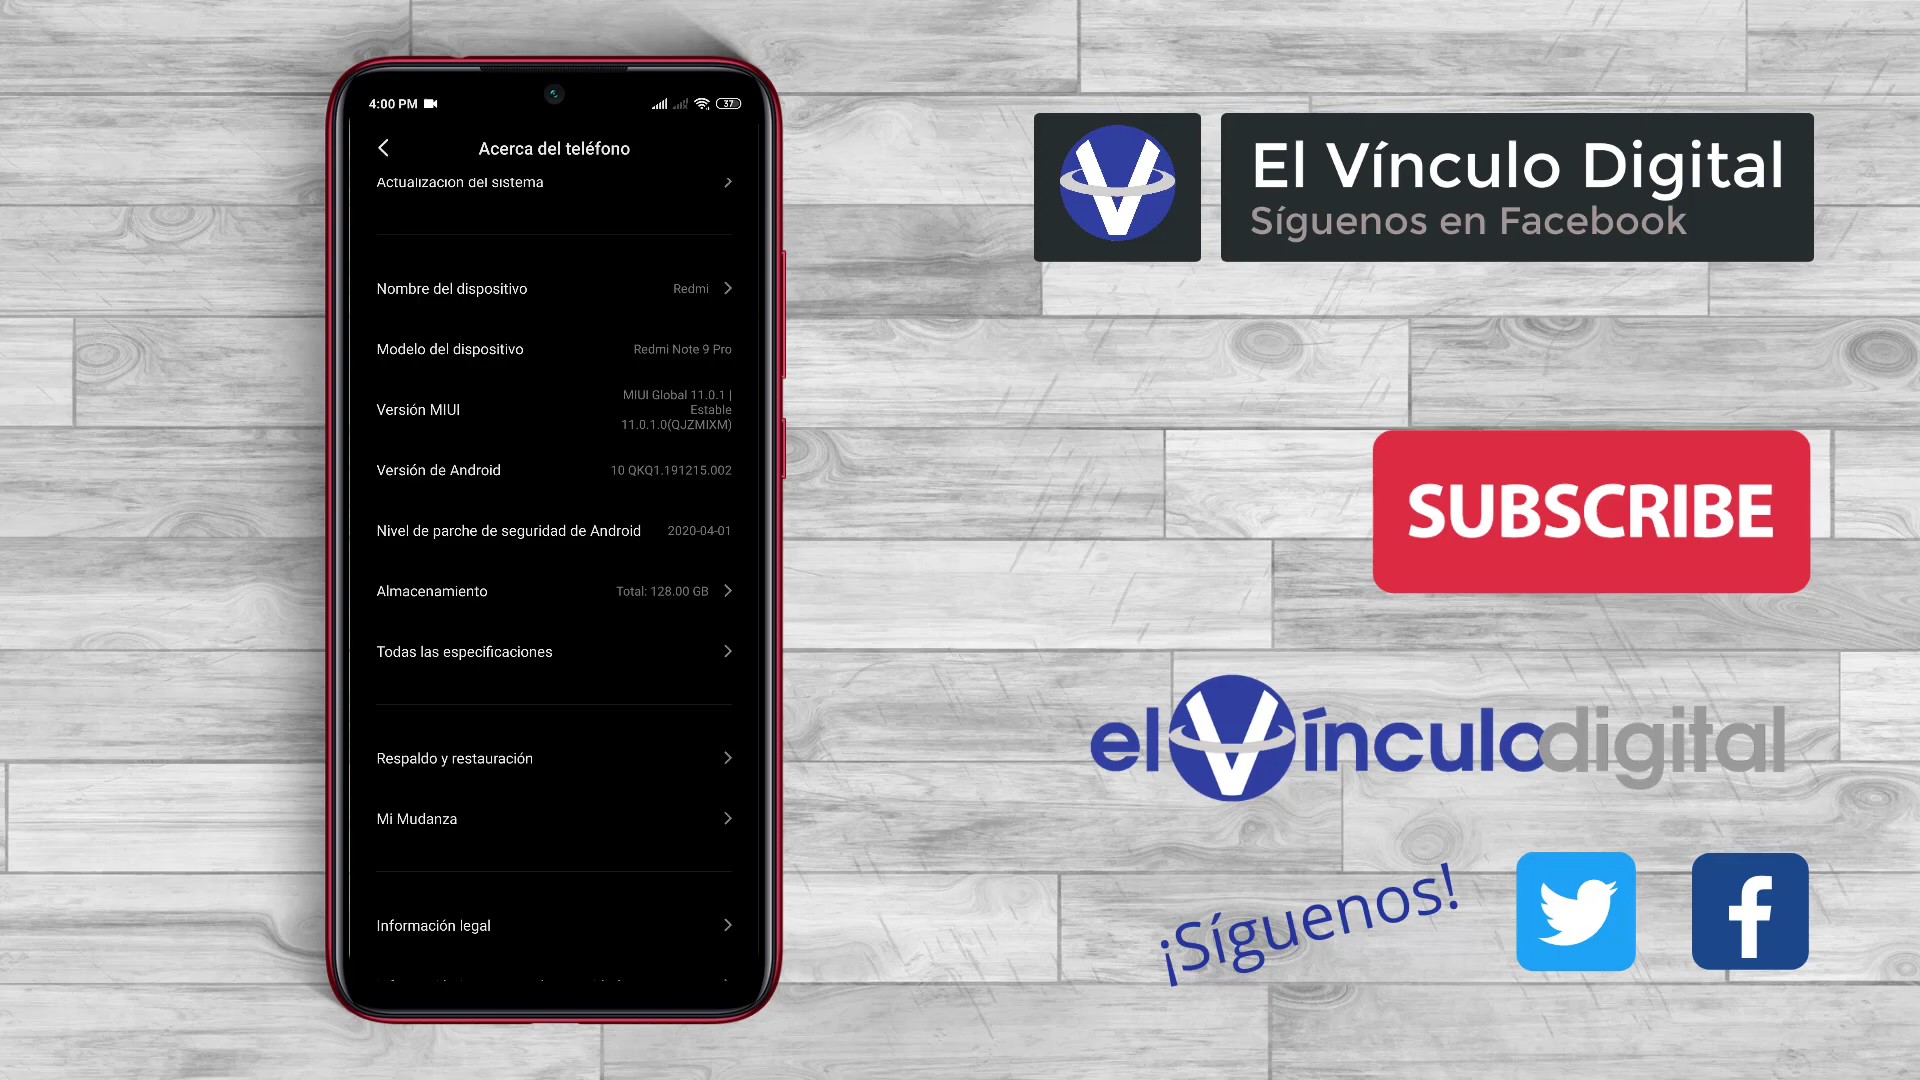 4:00 PM
37
Acerca del teléfono
Actualización del sistema
Nombre del dispositivo
Redmi
Modelo del dispositivo
Redmi Note 9 Pro
Versión MIUI
MIUI Global 11.0.1 |
Estable
11.0.1.0(QJZMIXM)
Versión de Android
10 QKQ1.191215.002
Nivel de parche de seguridad de Android
2020-04-01
Almacenamiento
Total: 128.00 GB
Todas las especificaciones
Respaldo y restauración
Mi Mudanza
Información legal
El Vínculo Digital
Síguenos en Facebook
SUBSCRIBE
elVínculodigital
¡Síguenos!